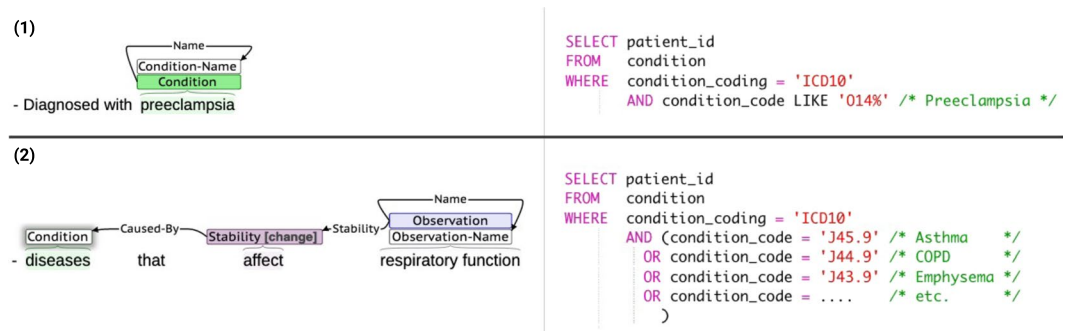 (1)
Name
Condition-Name
Condition
- Diagnosed with preeclampsia
SELECT patient_id
FROM condition
WHERE condition_coding = 'ICD10'
AND condition_code LIKE 'O14%' /* Preeclampsia */
(2)
Name
Observation
Condition Caused-By Stability [change] Stability Observation-Name
- diseases that affect respiratory function
SELECT patient_id
FROM condition
WHERE condition_coding = 'ICD10'
AND (condition_code = 'J45.9' /* Asthma */
OR condition_code = 'J44.9' /* COPD */
OR condition_code = 'J43.9' /* Emphysema */
OR condition_code = .... /* etc. */
)